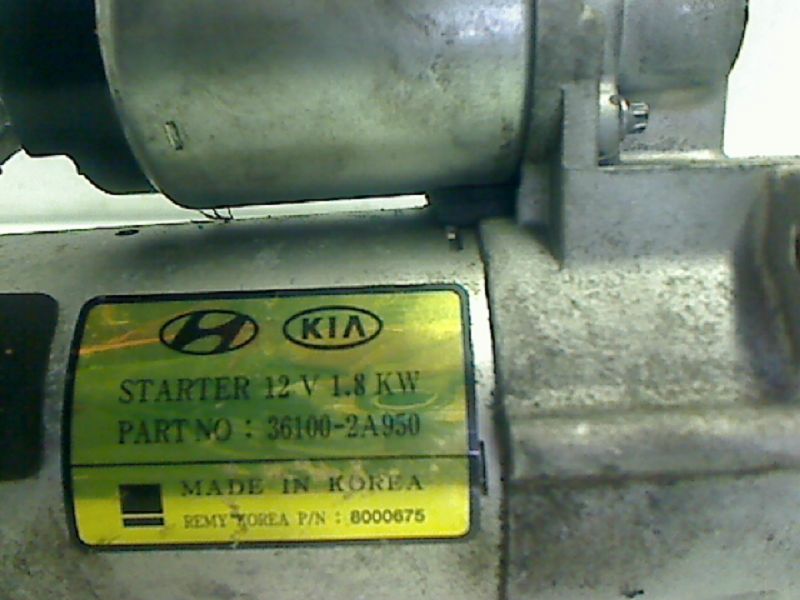 KIA
STARTER 12 V 1.8 KW
PART NO : 36100-2A950
MADE IN KOREA
REMY KOREA P/N : 8000675